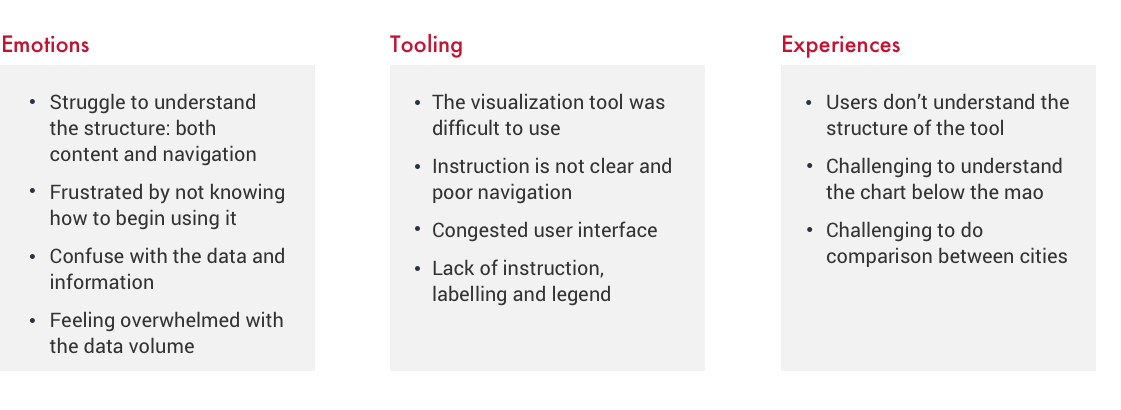 Emotions
• Struggle to understand
the structure: both
content and navigation
• Frustrated by not knowing
how to begin using it
• Confuse with the data and
information
• Feeling overwhelmed with
the data volume
Tooling
• The visualization tool was
difficult to use
• Instruction is not clear and
poor navigation
• Congested user interface
• Lack of instruction,
labelling and legend
Experiences
• Users don’t understand the
structure of the tool
• Challenging to understand
the chart below the mao
• Challenging to do
comparison between cities